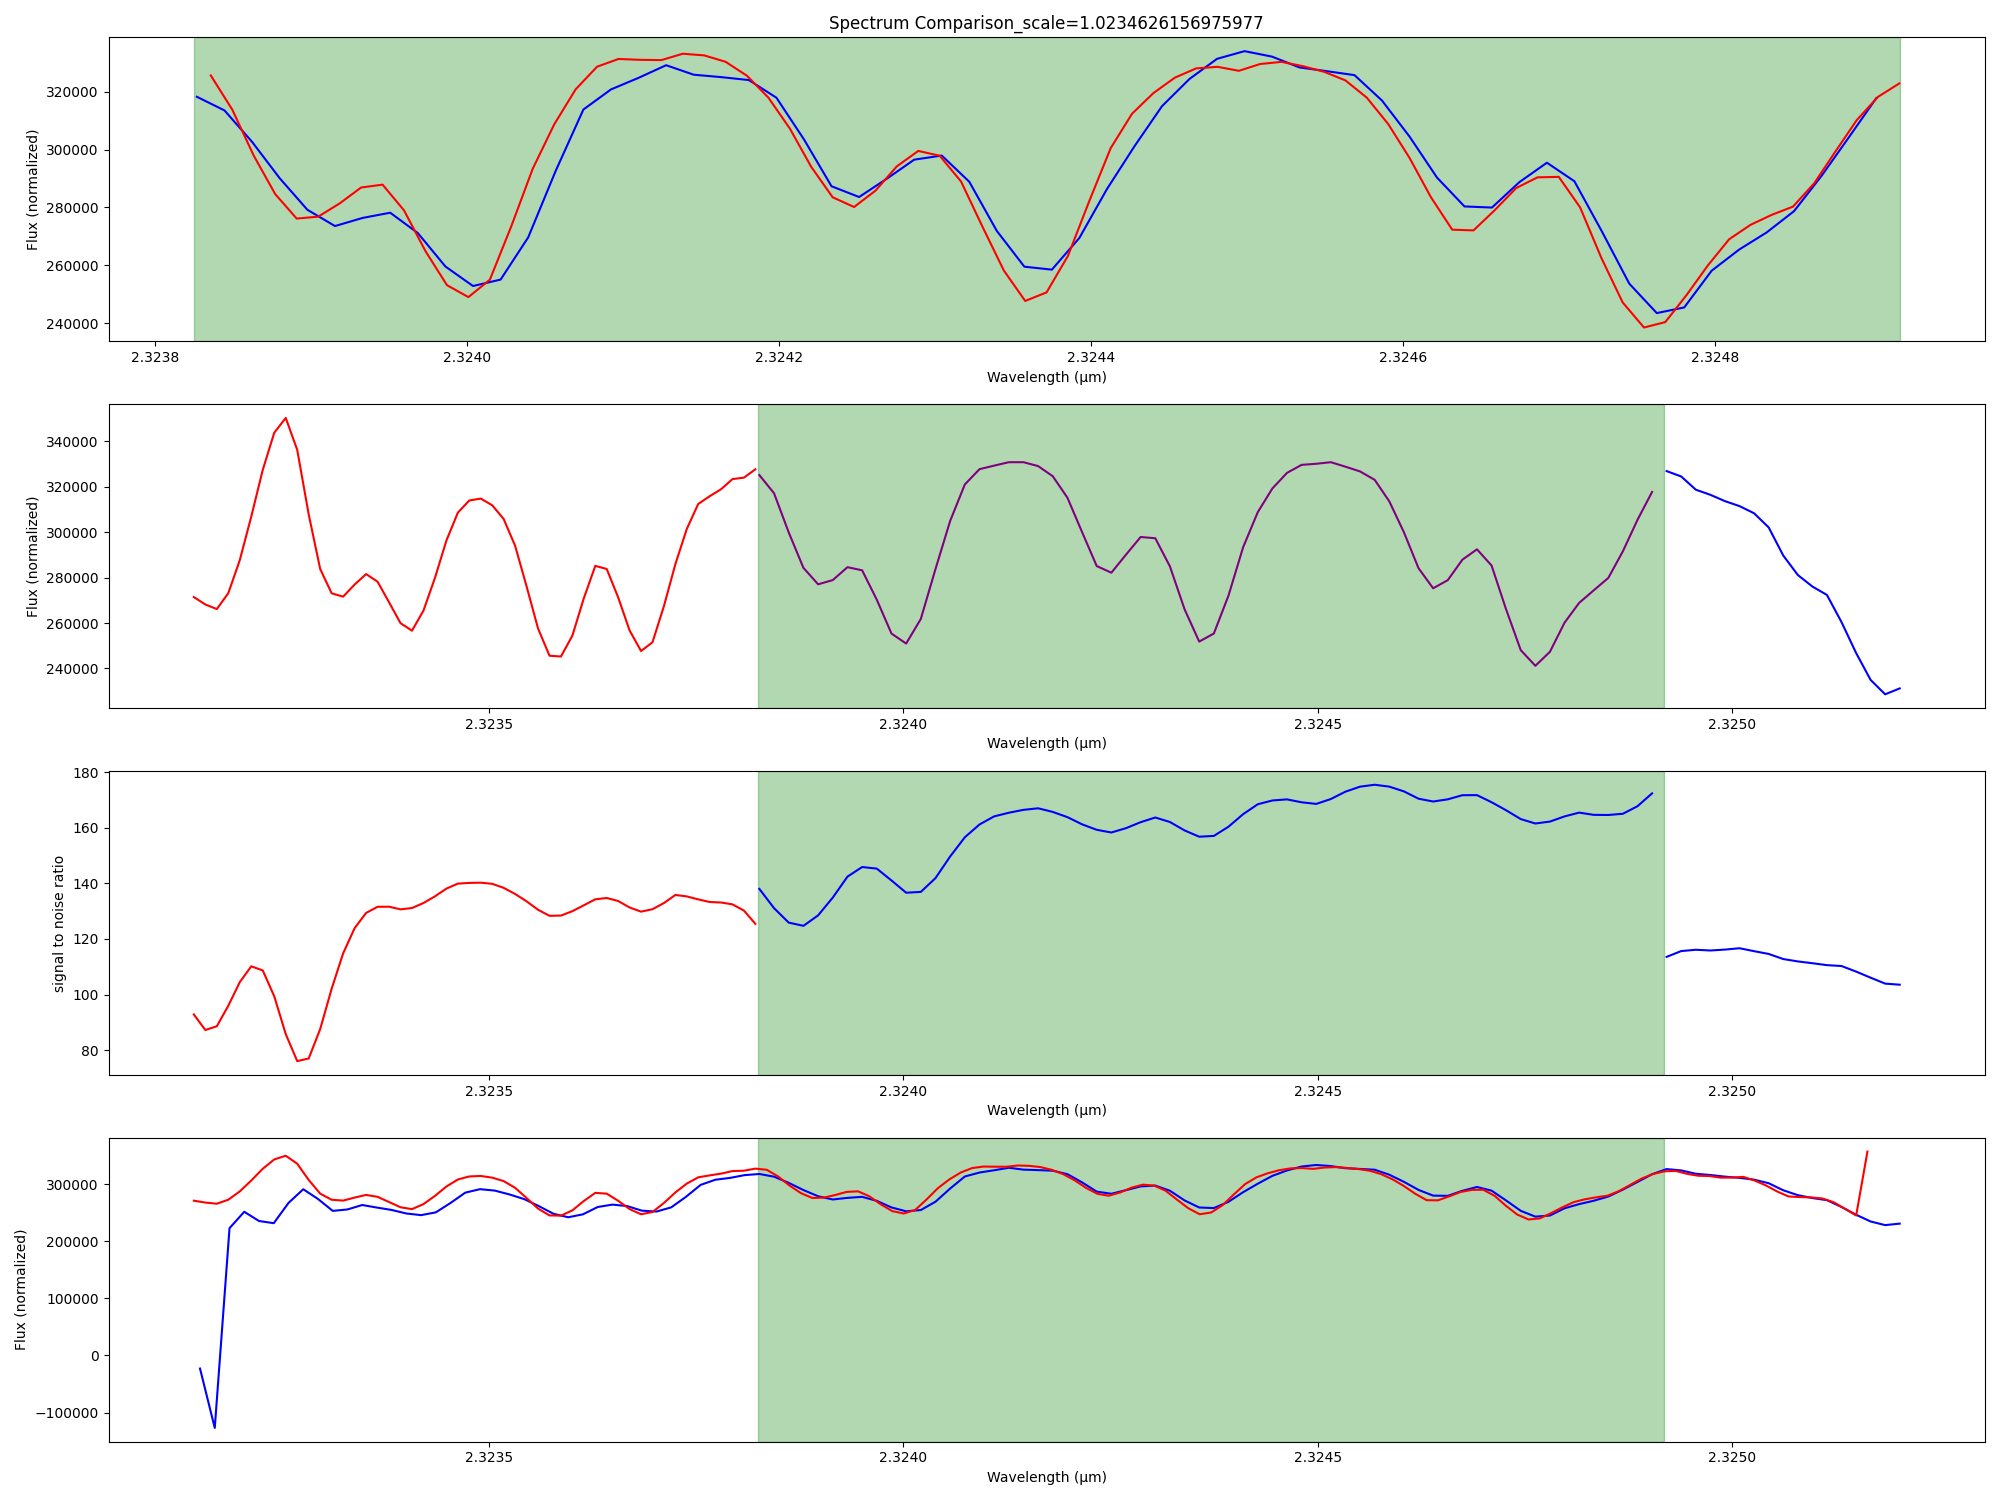 Spectrum Comparison_scale=1.0234626156975977
Flux (normalized)
320000
300000
280000
260000
240000
2.3238 2.3240 2.3242 2.3244 2.3246 2.3248
Wavelength (μm)
Flux (normalized)
340000
320000
300000
280000
260000
240000
2.3235 2.3240 2.3245 2.3250
Wavelength (μm)
signal to noise ratio
180
160
140
120
100
80
2.3235 2.3240 2.3245 2.3250
Wavelength (μm)
Flux (normalized)
300000
200000
100000
0
−100000
2.3235 2.3240 2.3245 2.3250
Wavelength (μm)